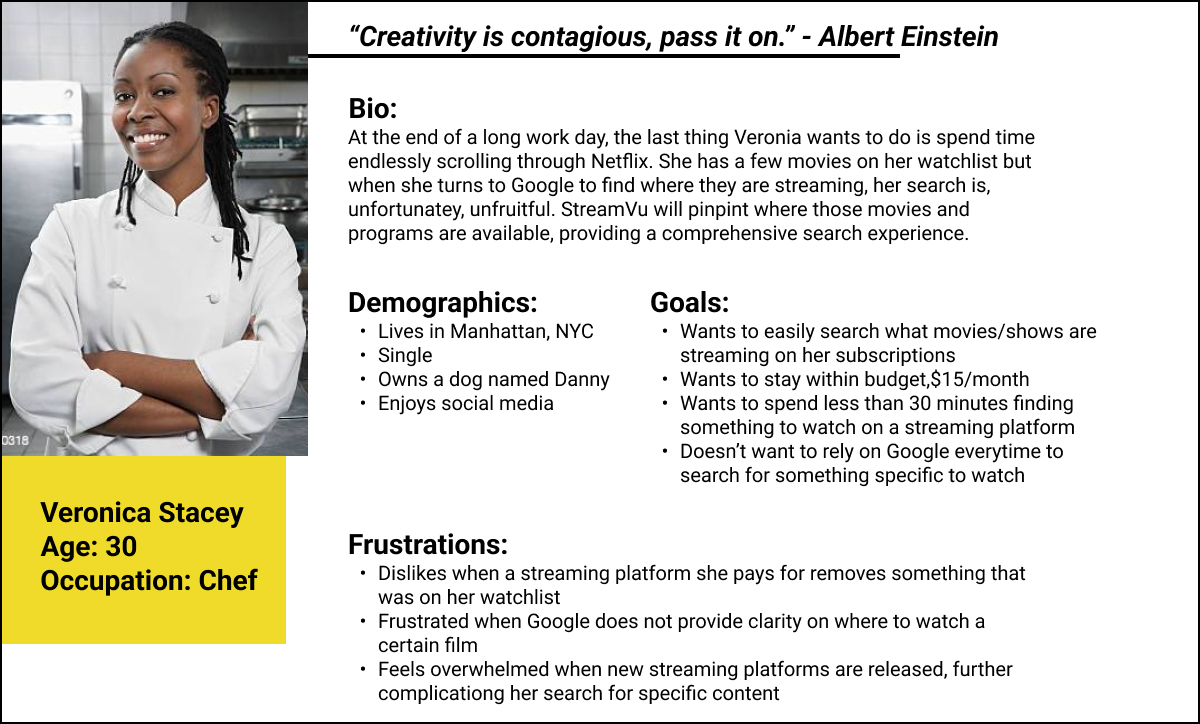 “Creativity is contagious, pass it on.” - Albert Einstein
Bio:
At the end of a long work day, the last thing Veronia wants to do is spend time
endlessly scrolling through Netflix. She has a few movies on her watchlist but
when she turns to Google to find where they are streaming, her search is,
unfortunatey, unfruitful. StreamVu will pinpint where those movies and
programs are available, providing a comprehensive search experience.
Demographics:
• Lives in Manhattan, NYC
• Single
• Owns a dog named Danny
• Enjoys social media
Goals:
• Wants to easily search what movies/shows are
streaming on her subscriptions
• Wants to stay within budget,$15/month
• Wants to spend less than 30 minutes finding
something to watch on a streaming platform
• Doesn’t want to rely on Google everytime to
search for something specific to watch
0318
Veronica Stacey
Age: 30
Occupation: Chef
Frustrations:
• Dislikes when a streaming platform she pays for removes something that
was on her watchlist
• Frustrated when Google does not provide clarity on where to watch a
certain film
• Feels overwhelmed when new streaming platforms are released, further
complicationg her search for specific content